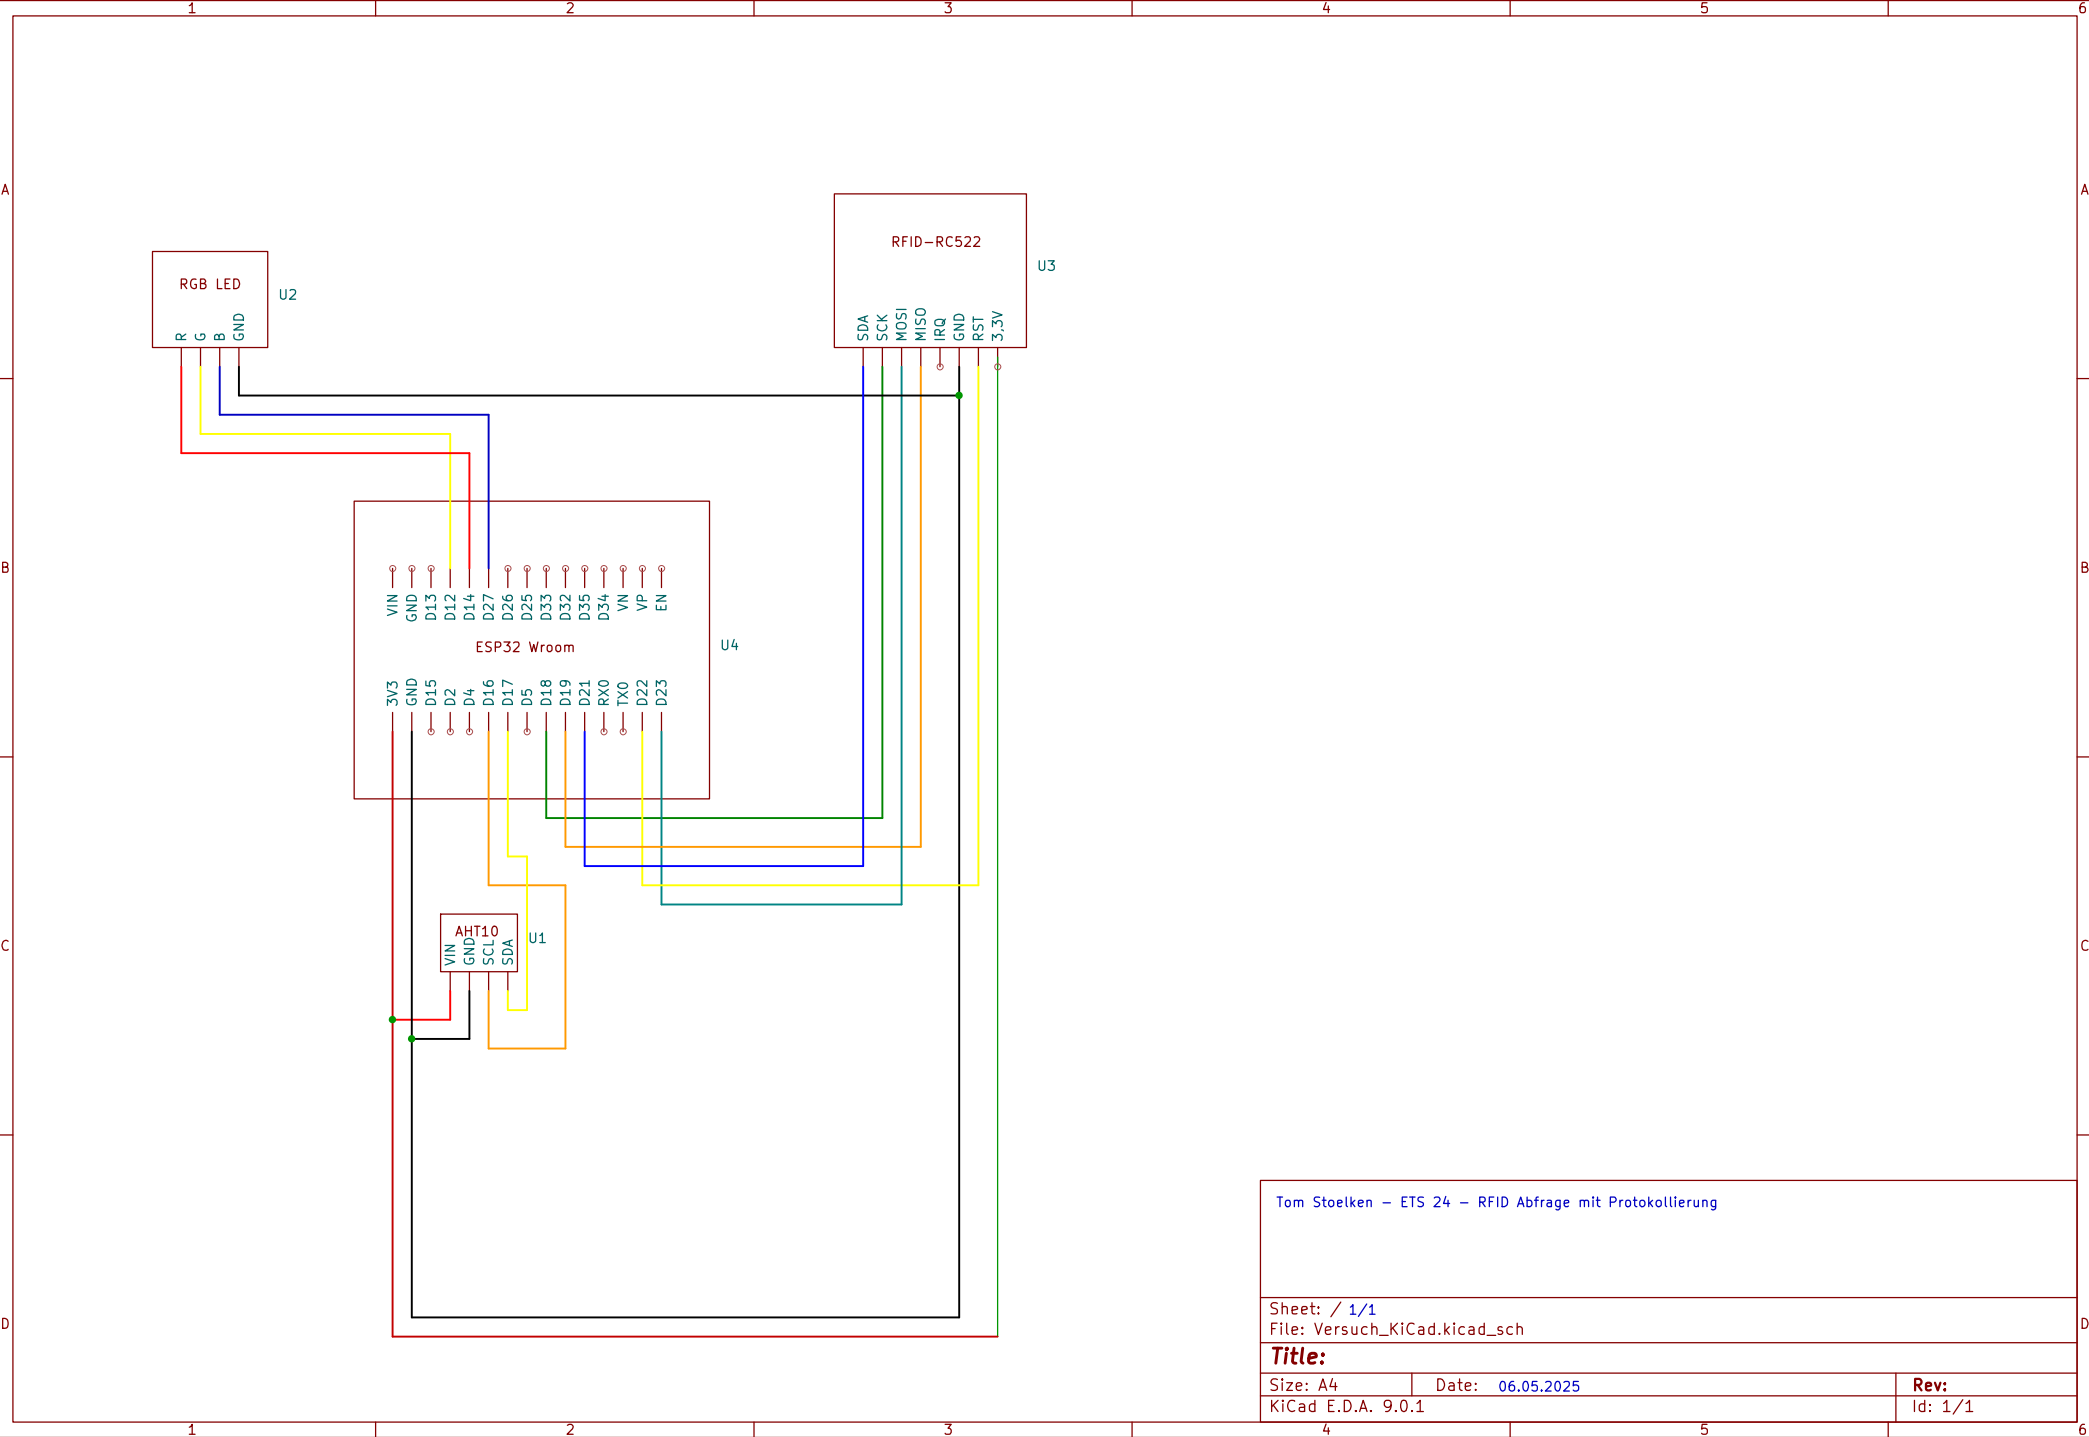 1 2 3 4 5 6
A A
RFID-RC522
U3
RGB LED
U2
R G B GND
SDA SCK MOSI MISO IRQ GND RST 3,3V
B B
VIN GND D13 D12 D14 D27 D26 D25 D33 D32 D35 D34 VN VP EN
ESP32 Wroom
U4
3V3 GND D15 D2 D4 D16 D17 D5 D18 D19 D21 RX0 TX0 D22 D23
C C
AHT10
U1
VIN GND SCL SDA
Tom Stoelken - ETS 24 - RFID Abfrage mit Protokollierung
D D
Sheet: / 1/1
File: Versuch_KiCad.kicad_sch
Title:
Size: A4 Date: 06.05.2025 Rev:
KiCad E.D.A. 9.0.1 Id: 1/1
1 2 3 4 5 6